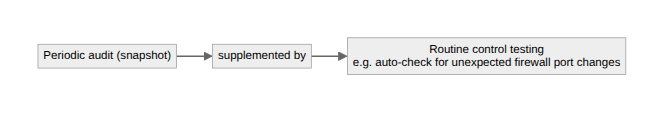 Periodic audit (snapshot)
supplemented by
Routine control testing
e.g. auto-check for unexpected firewall port changes